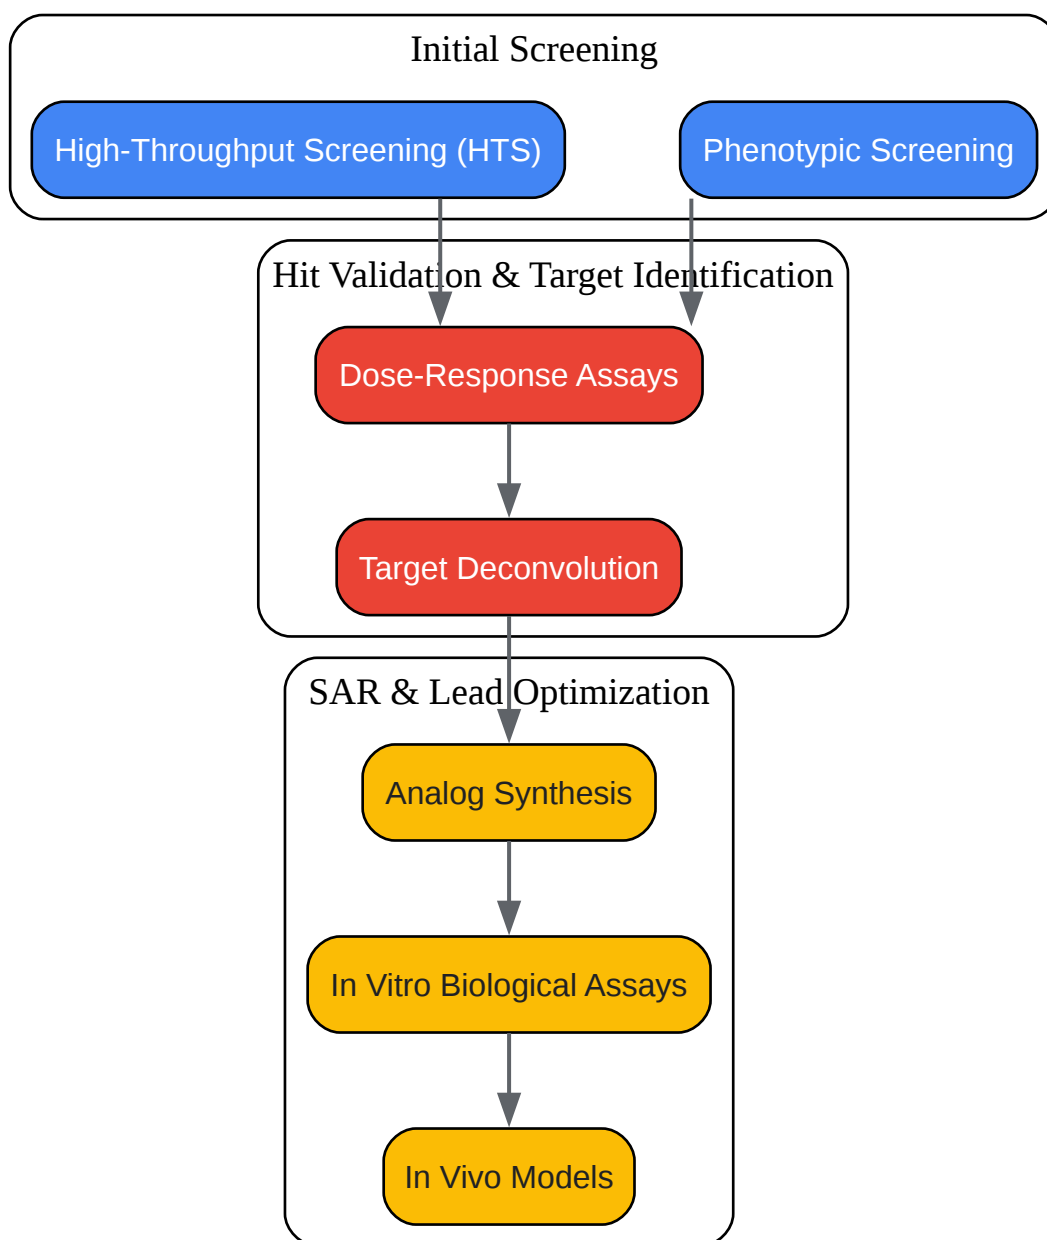 Initial Screening
High-Throughput Screening (HTS)
Phenotypic Screening
Hit Validation & Target Identification
Dose-Response Assays
Target Deconvolution
SAR & Lead Optimization
Analog Synthesis
In Vitro Biological Assays
In Vivo Models